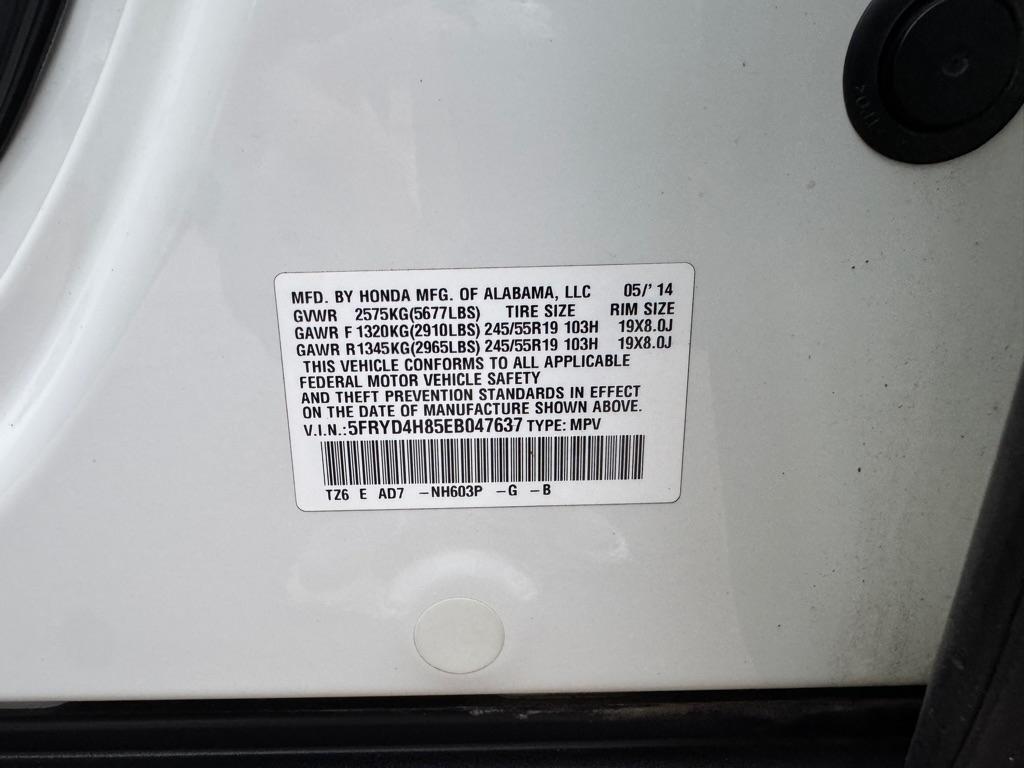 MFD. BY HONDA MFG. OF ALABAMA, LLC 05/'14
GVWR 2575KG(5677LBS) TIRE SIZE RIM SIZE
GAWR F 1320KG(2910LBS) 245/55R19 103H 19X8.0J
GAWR R1345KG(2965LBS) 245/55R19 103H 19X8.0J
THIS VEHICLE CONFORMS TO ALL APPLICABLE
FEDERAL MOTOR VEHICLE SAFETY
AND THEFT PREVENTION STANDARDS IN EFFECT
ON THE DATE OF MANUFACTURE SHOWN ABOVE.
V.I.N.:5FRYD4H85EB047637 TYPE: MPV
TZ6 E AD7 -NH603P -G -B